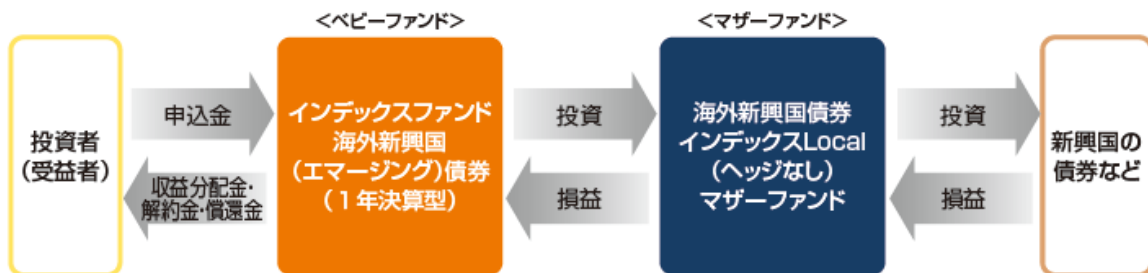 <ベビーファンド>
<マザーファンド>
投資者
(受益者)
申込金
収益分配金・
解約金・償還金
インデックスファンド
海外新興国
(エマージング)債券
(1年決算型)
投資
損益
海外新興国債券
インデックスLocal
(ヘッジなし)
マザーファンド
投資
損益
新興国の
債券など